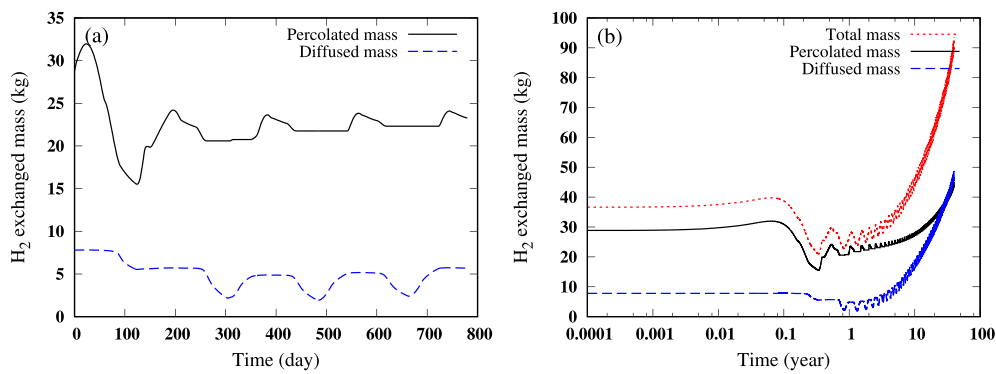 (a)
Percolated mass
Diffused mass
H2 exchanged mass (kg)
35
30
25
20
15
10
5
0
0 100 200 300 400 500 600 700 800
Time (day)
(b)
Total mass
Percolated mass
Diffused mass
H2 exchanged mass (kg)
100
90
80
70
60
50
40
30
20
10
0
0.0001 0.001 0.01 0.1 1 10 100
Time (year)